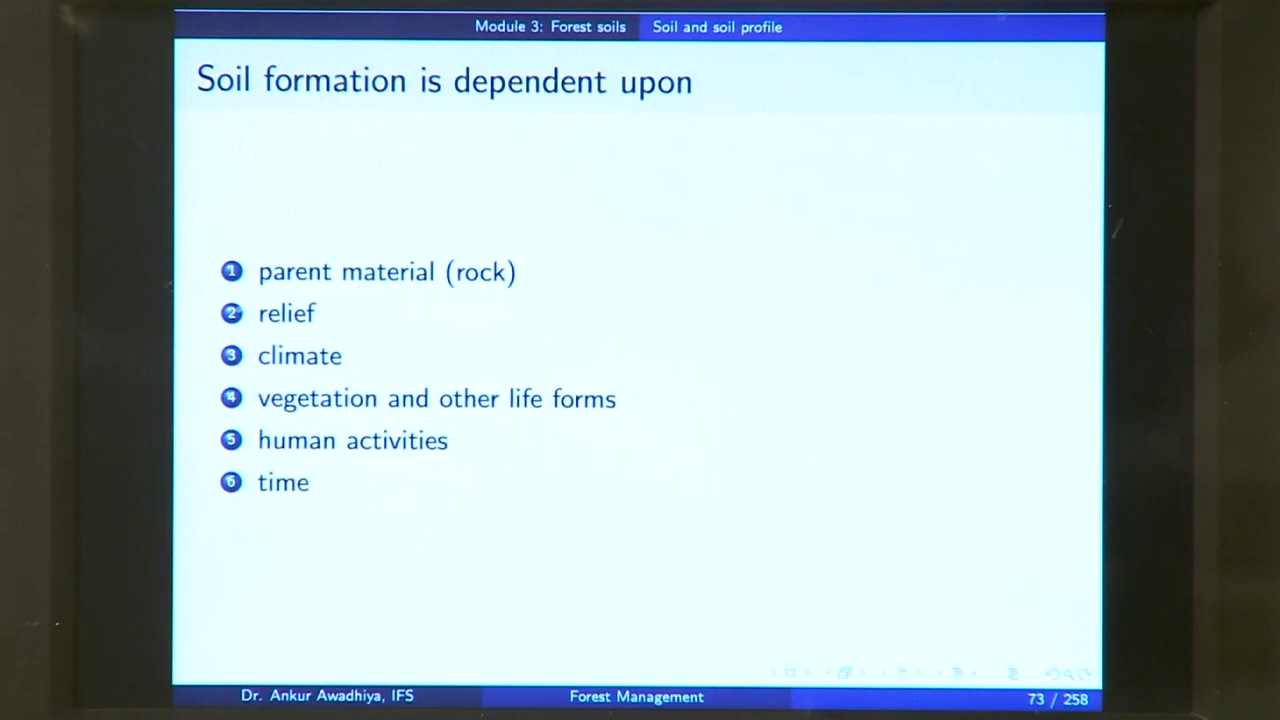 Module 3: Forest soils Soil and soil profile
Soil formation is dependent upon
1 parent material (rock)
2 relief
3 climate
4 vegetation and other life forms
5 human activities
6 time
Dr. Ankur Awadhiya, IFS Forest Management 73 / 258